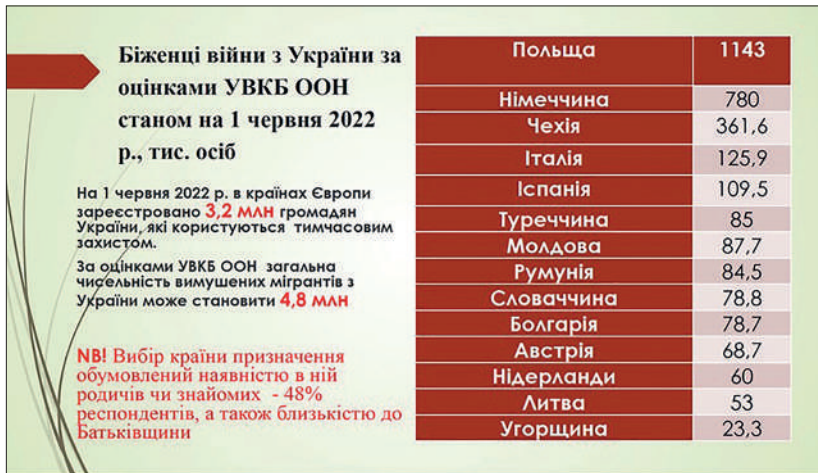 Біженці війни з України за
оцінками УВКБ ООН
станом на 1 червня 2022
р., тис. осіб
На 1 червня 2022 р. в країнах Європи
зареєстровано 3,2 млн громадян
України, які користуються тимчасовим
захистом.
За оцінками УВКБ ООН загальна
чисельність вимушених мігрантів з
України може становити 4,8 млн
NB! Вибір країни призначення
обумовлений наявністю в ній
родичів чи знайомих - 48%
респондентів, а також близькістю до
Батьківщини
Польща 1143
Німеччина 780
Чехія 361,6
Італія 125,9
Іспанія 109,5
Туреччина 85
Молдова 87,7
Румунія 84,5
Словаччина 78,8
Болгарія 78,7
Австрія 68,7
Нідерланди 60
Литва 53
Угорщина 23,3